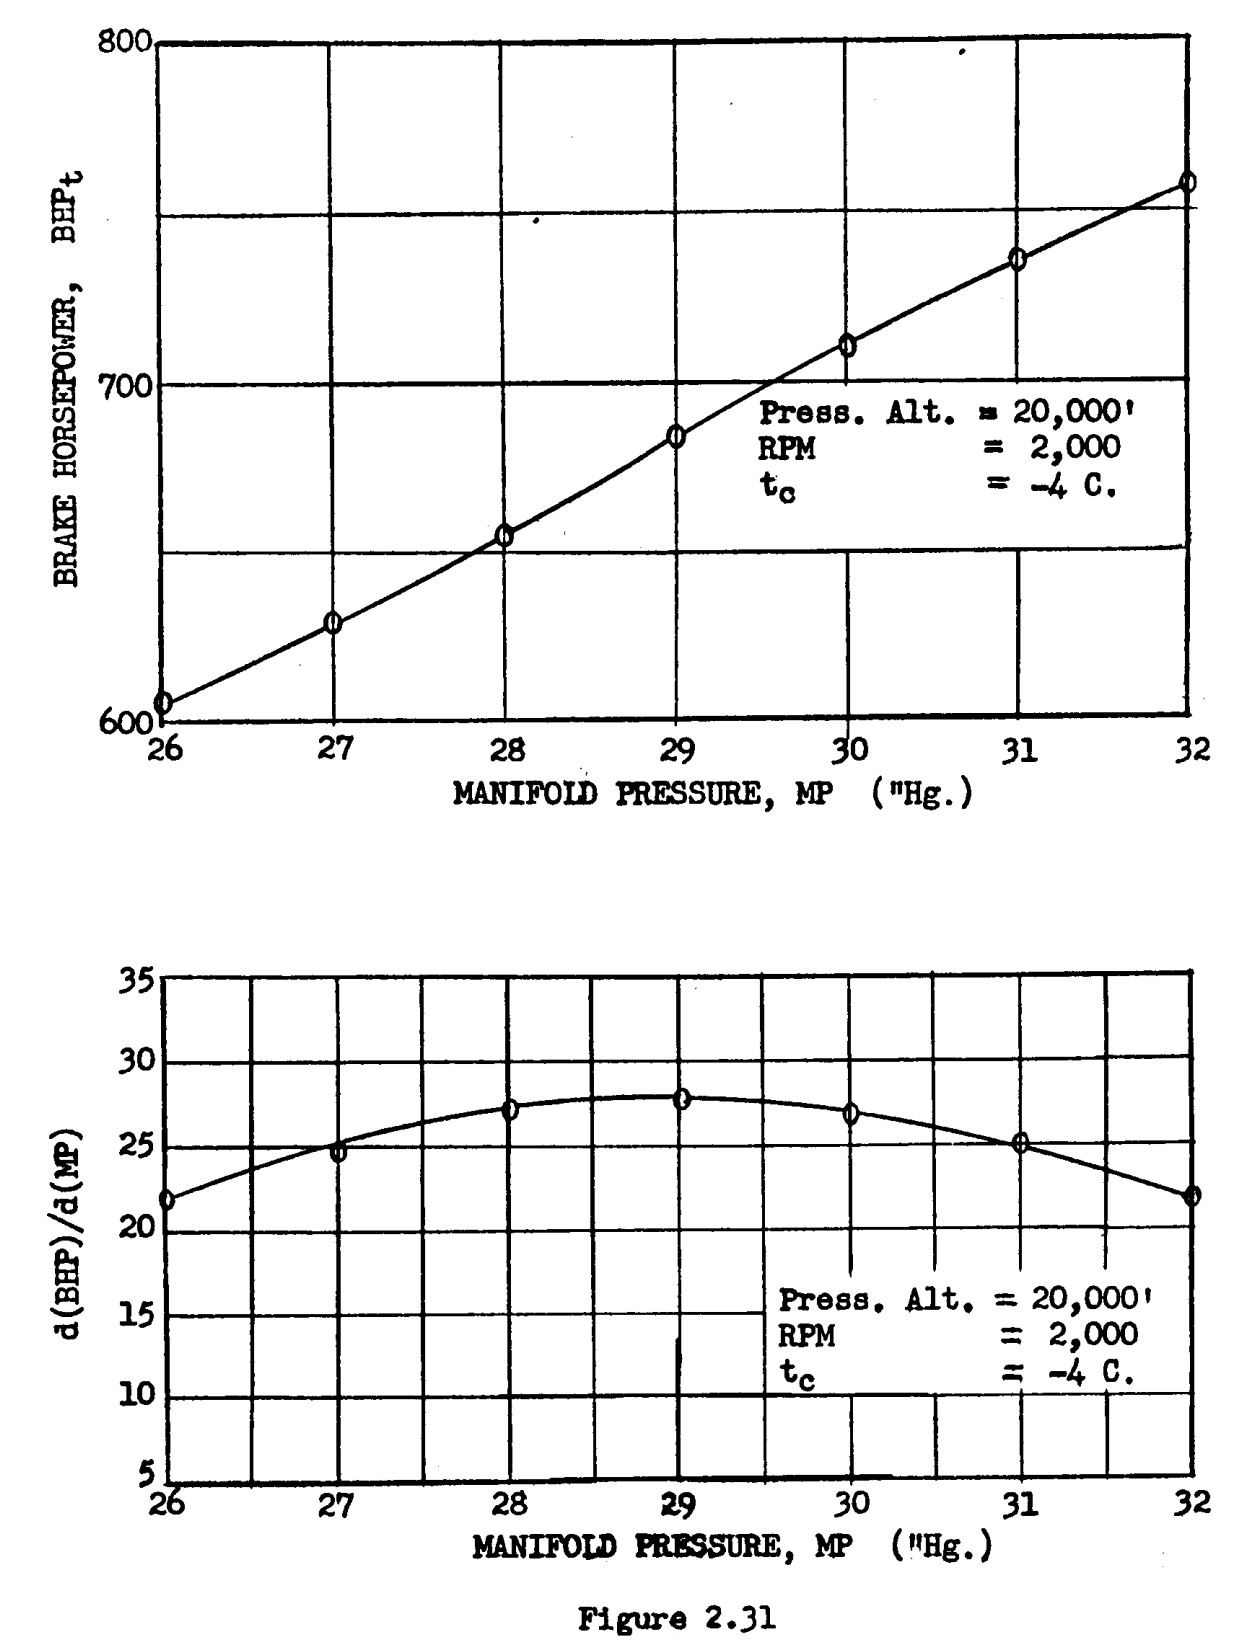 800
700
600
BRAKE HORSEPOWER, BHPt
Press. Alt. = 20,000'
RPM = 2,000
tc = -4 C.
26 27 28 29 30 31 32
MANIFOLD PRESSURE, MP ("Hg.)
35
30
25
20
15
10
5
d(BHP)/d(MP)
Press. Alt. = 20,000'
RPM = 2,000
tc = -4 C.
26 27 28 29 30 31 32
MANIFOLD PRESSURE, MP ("Hg.)
Figure 2.31